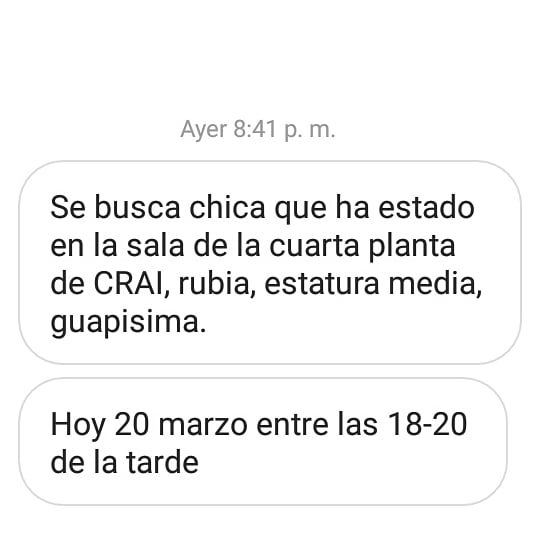 Ayer 8:41 p. m.
Se busca chica que ha estado
en la sala de la cuarta planta
de CRAI, rubia, estatura media,
guapisima.
Hoy 20 marzo entre las 18-20
de la tarde